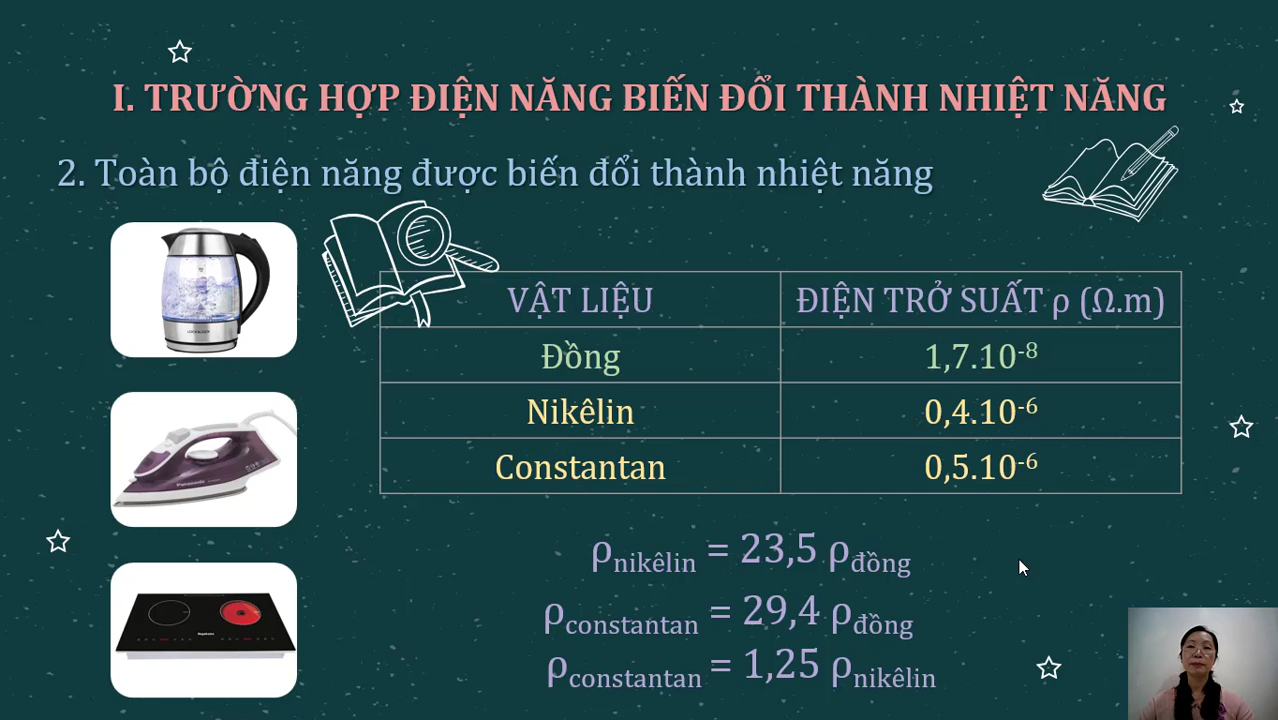 I. TRƯỜNG HỢP ĐIỆN NĂNG BIẾN ĐỔI THÀNH NHIỆT NĂNG
2. Toàn bộ điện năng được biến đổi thành nhiệt năng
VẬT LIỆU ĐIỆN TRỞ SUẤT ρ (Ω.m)
Đồng 1,7.10⁻⁸
Nikêlin 0,4.10⁻⁶
Constantan 0,5.10⁻⁶
ρnikêlin = 23,5 ρđồng
ρconstantan = 29,4 ρđồng
ρconstantan = 1,25 ρnikêlin